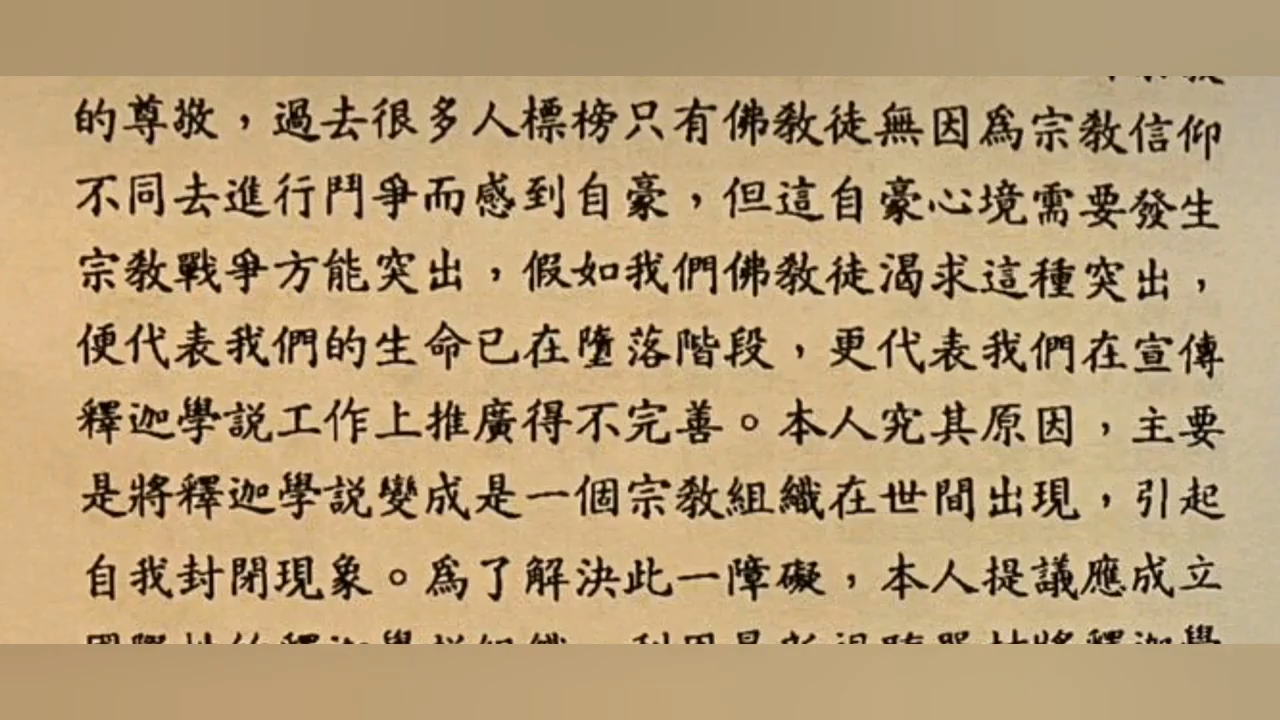 的尊敬，過去很多人標榜只有佛教徒無因爲宗教信仰
不同去進行鬥爭而感到自豪，但這自豪心境需要發生
宗教戰爭方能突出，假如我們佛教徒渴求這種突出，
便代表我們的生命已在墮落階段，更代表我們在宣傳
釋迦學説工作上推廣得不完善。本人究其原因，主要
是將釋迦學説變成是一個宗教組織在世間出現，引起
自我封閉現象。爲了解決此一障礙，本人提議應成立